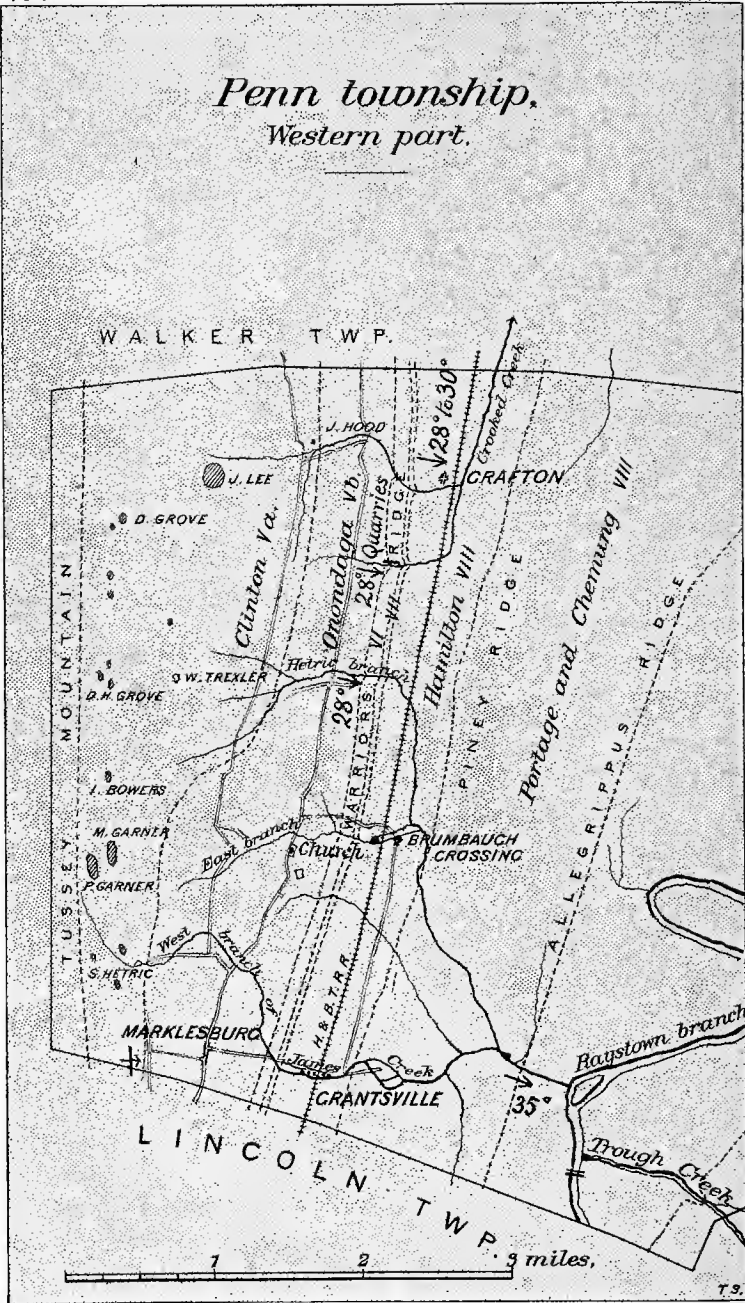 Penn township,
Western part.
WALKER TWP.
J. HOOD
28° to 30°
Crooked Creek
J. LEE
GRAFTON
D. GROVE
Clinton Va.
Onondaga Vb.
28°
Quarries
RIDGE
Hamilton VIII
PINEY RIDGE
Portage and Chemung VIII
ALLEGRIPPUS RIDGE
TUSSEY MOUNTAIN
VI VII
Hetric branch
W. TREXLER
D. H. GROVE
28°
WARRIORS
I. BOWERS
M. GARNER
East branch
Church
BRUMBAUGH
CROSSING
P. GARNER
West branch of James Creek
S. HETRIC
H & B. T. R R
MARKLESBURG
GRANTSVILLE
35°
Raystown branch
Trough Creek
LINCOLN TWP.
1 2 3 miles,
T S.